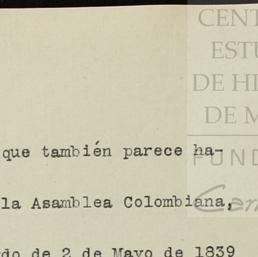 CENT
ESTU
DE HI
DE M
FUND
que también parece ha-
la Asamblea Colombiana,
rdo de 2 de Mayo de 1839